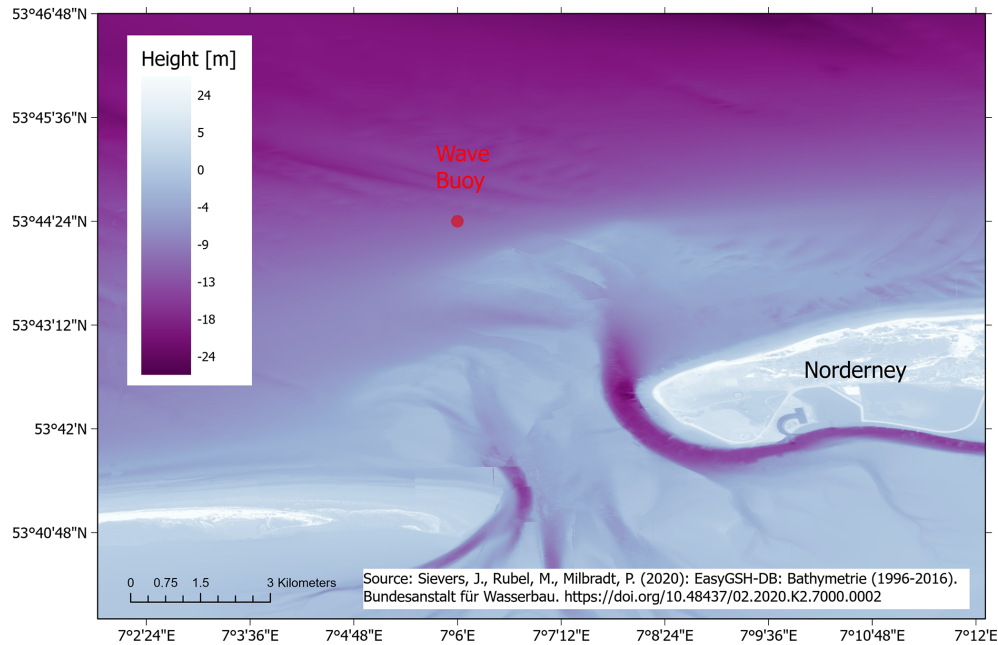 53°46'48"N
Height [m]
24
5
0
-4
-9
-13
-18
-24
53°45'36"N
Wave
Buoy
53°44'24"N
53°43'12"N
Norderney
53°42'N
53°40'48"N
0 0.75 1.5 3 Kilometers
Source: Sievers, J., Rubel, M., Milbradt, P. (2020): EasyGSH-DB: Bathymetrie (1996-2016).
Bundesanstalt für Wasserbau. https://doi.org/10.48437/02.2020.K2.7000.0002
7°2'24"E 7°3'36"E 7°4'48"E 7°6'E 7°7'12"E 7°8'24"E 7°9'36"E 7°10'48"E 7°12'E